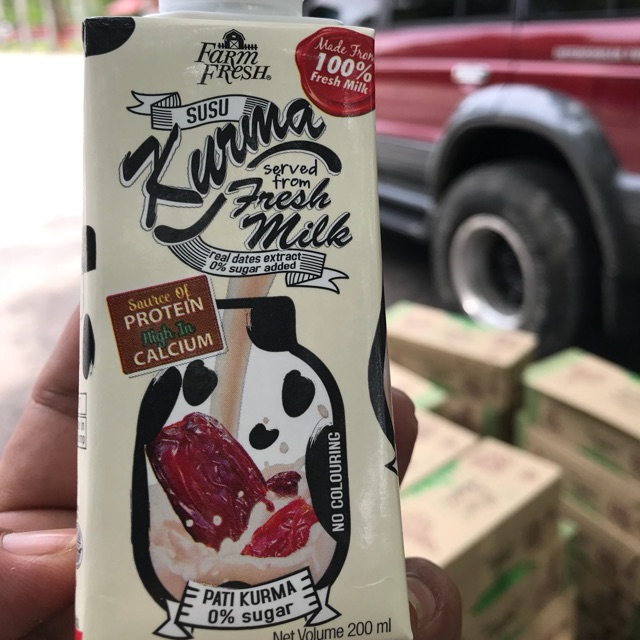 FARM
FRESH®
Made From
100%
Fresh Milk
SUSU
Kurma
served
from
Fresh
Milk
real dates extract
0% sugar added
Source Of
PROTEIN
High In
CALCIUM
NO COLOURING
PATI KURMA
0% sugar
Net Volume 200 ml